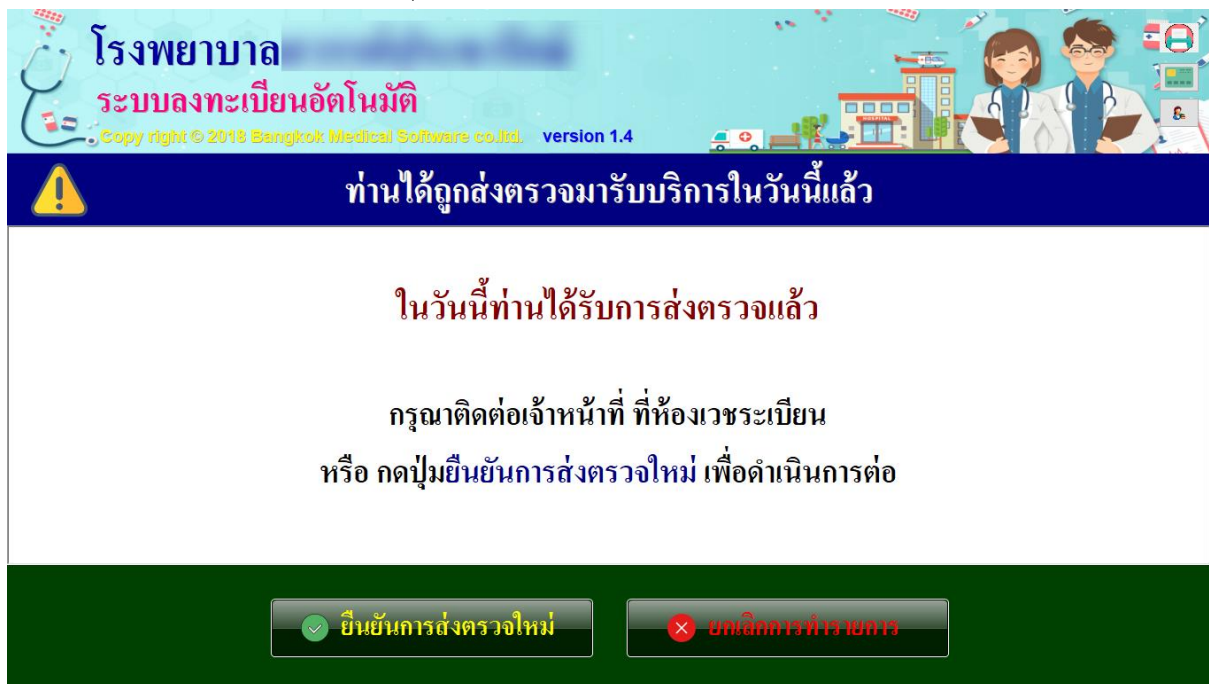 โรงพยาบาล
ระบบลงทะเบียนอัตโนมัติ
Copy right © 2018 Bangkok Medical Software co.ltd. version 1.4
HOSPITAL
ท่านได้ถูกส่งตรวจมารับบริการในวันนี้แล้ว
ในวันนี้ท่านได้รับการส่งตรวจแล้ว
กรุณาติดต่อเจ้าหน้าที่ ที่ห้องเวชระเบียน
หรือ กดปุ่มยืนยันการส่งตรวจใหม่ เพื่อดำเนินการต่อ
ยืนยันการส่งตรวจใหม่
ยกเลิกการทำรายการ